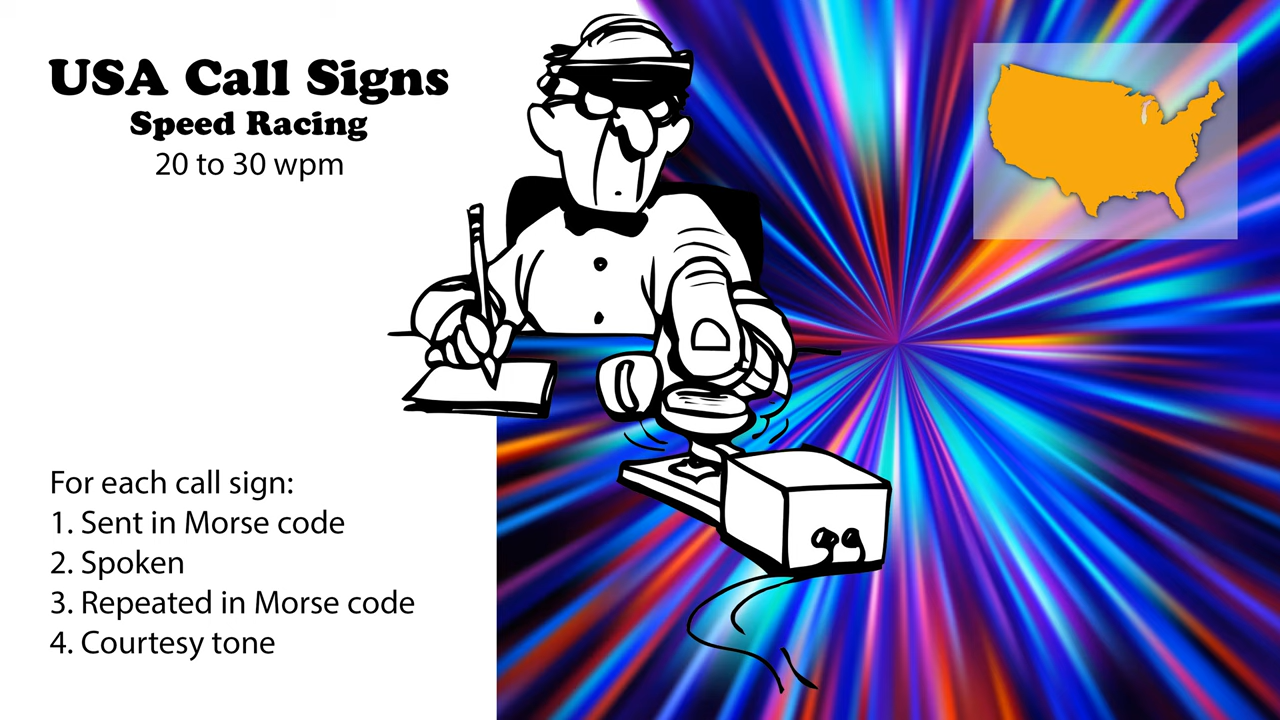 USA Call Signs
Speed Racing
20 to 30 wpm
For each call sign:
1. Sent in Morse code
2. Spoken
3. Repeated in Morse code
4. Courtesy tone